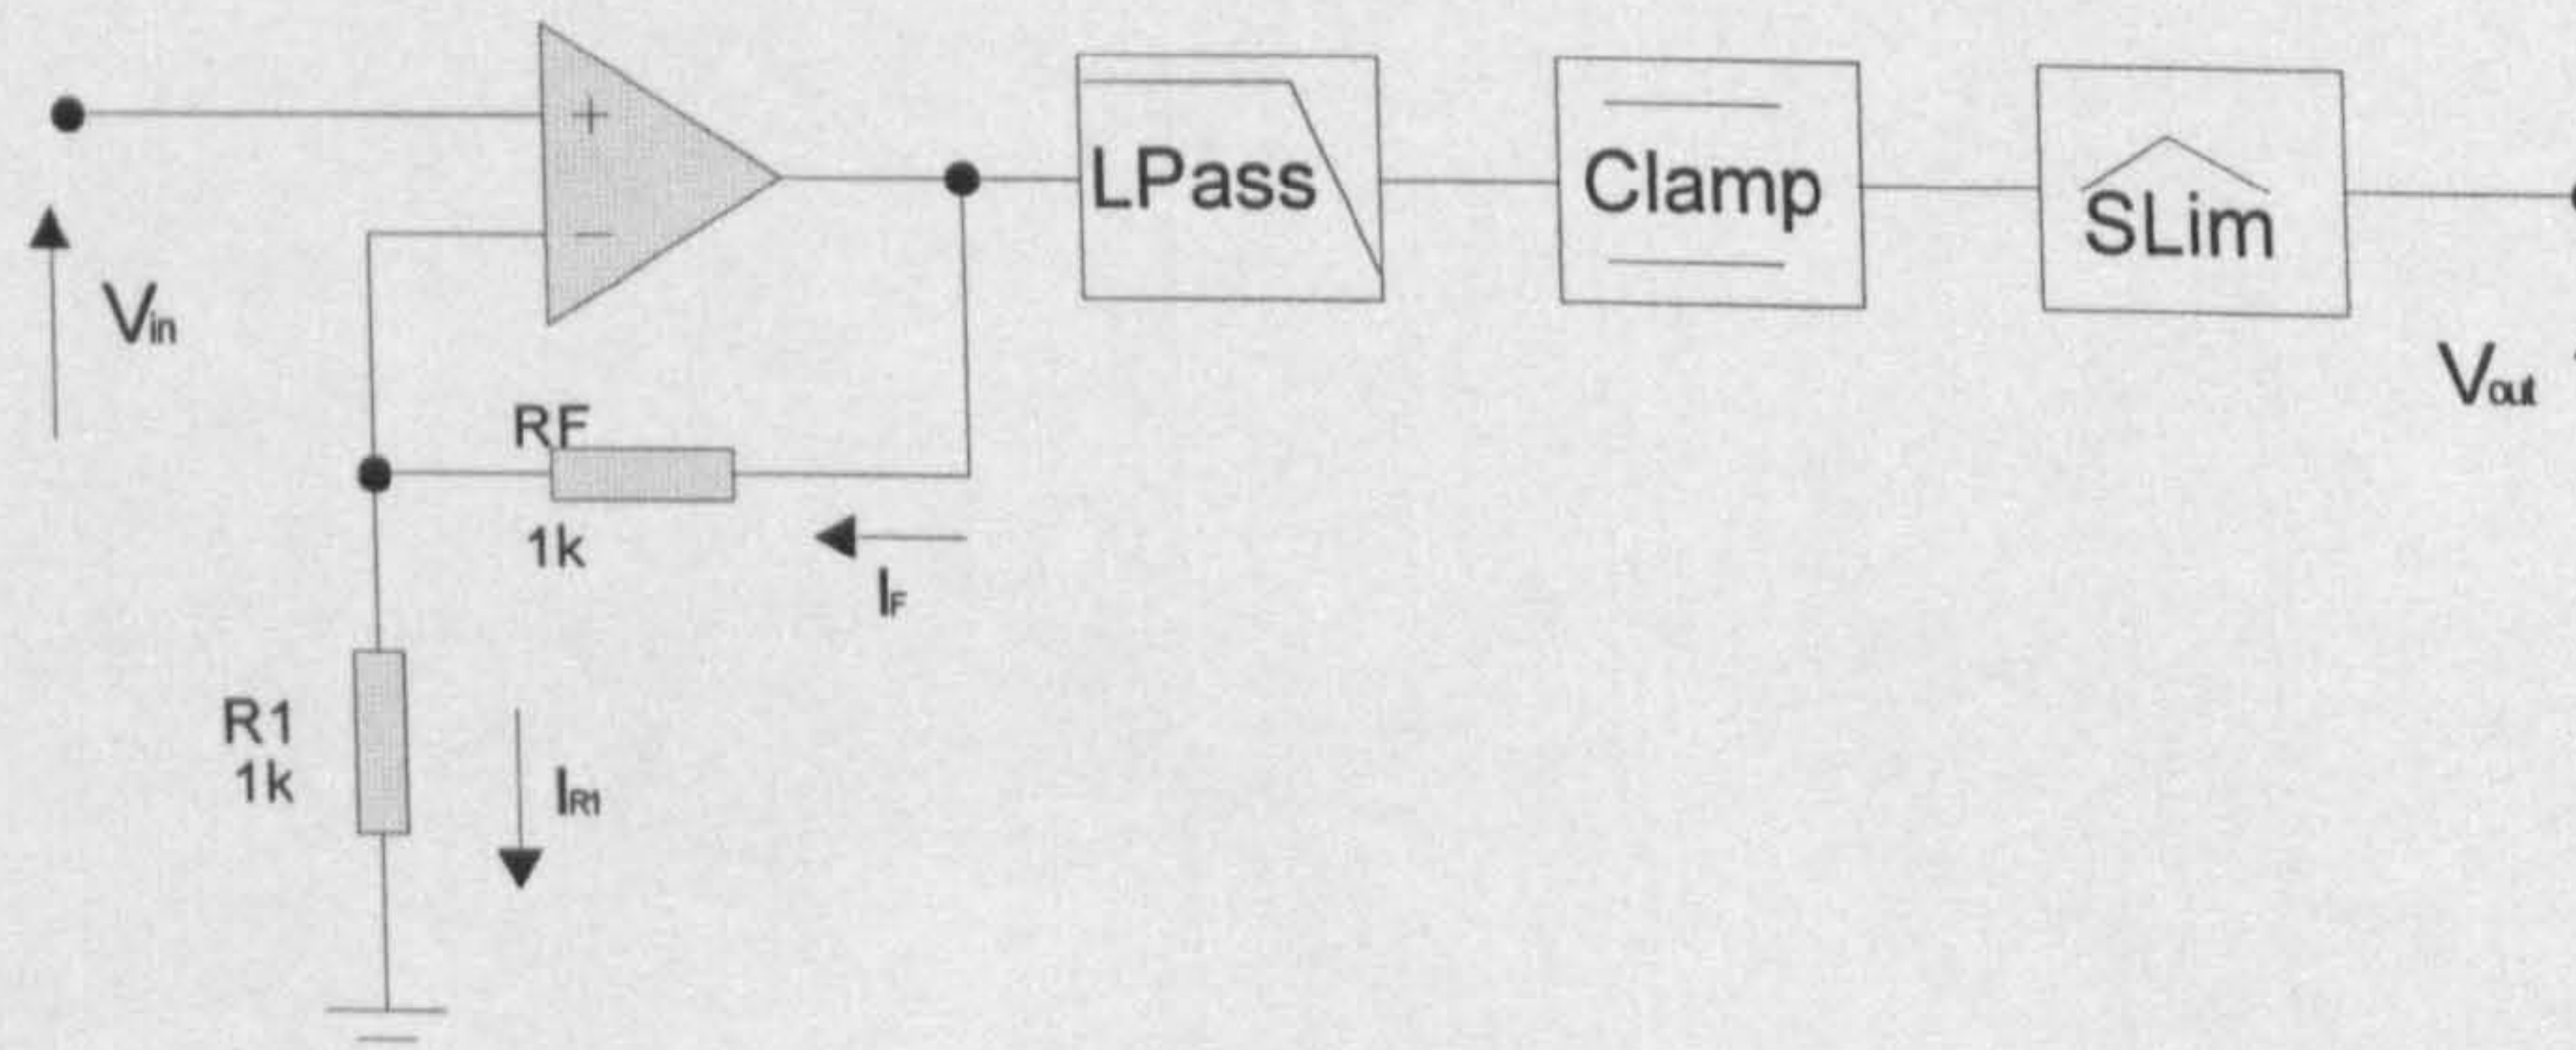 +
−
LPass
Clamp
SLim
Vin
Vout
RF
1k
IF
R1
1k
IR1